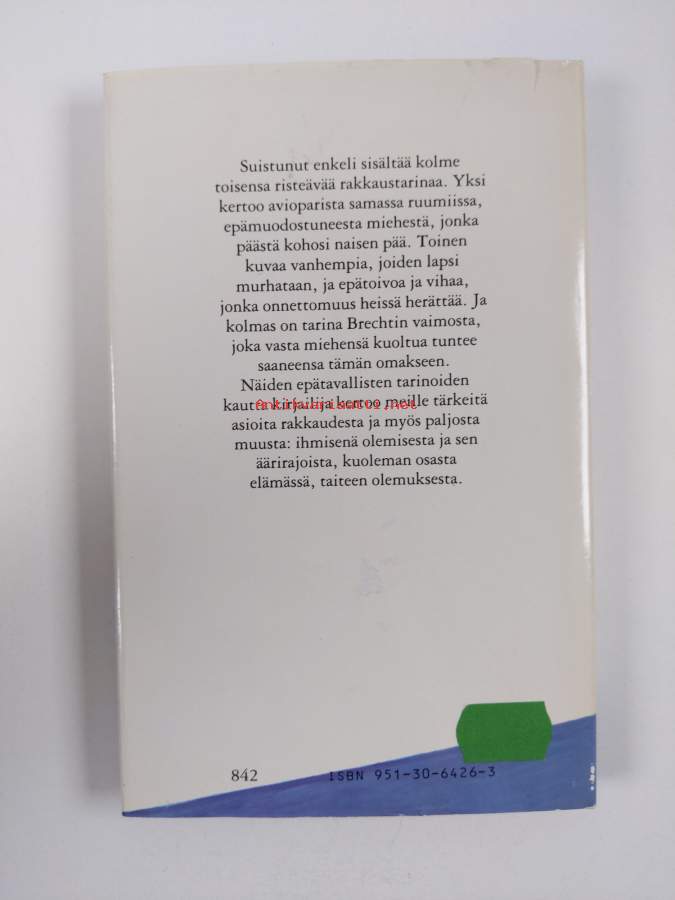 Suistunut enkeli sisältää kolme
toisensa risteävää rakkaustarinaa. Yksi
kertoo avioparista samassa ruumiissa,
epämuodostuneesta miehestä, jonka
päästä kohosi naisen pää. Toinen
kuvaa vanhempia, joiden lapsi
murhataan, ja epätoivoa ja vihaa,
jonka onnettomuus heissä herättää. Ja
kolmas on tarina Brechtin vaimosta,
joka vasta miehensä kuoltua tuntee
saaneensa tämän omakseen.
Näiden epätavallisten tarinoiden
kautta kirjailija kertoo meille tärkeitä
antikvariaatti.net
asioita rakkaudesta ja myös paljosta
muusta: ihmisenä olemisesta ja sen
äärirajoista, kuoleman osasta
elämässä, taiteen olemuksesta.
842 ISBN 951-30-6426-3